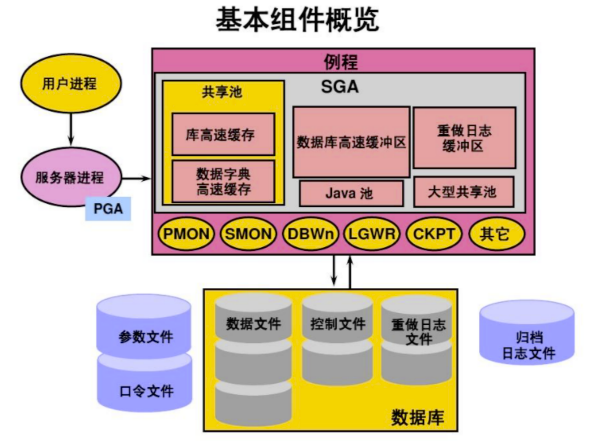 基本组件概览
例程
SGA
用户进程
服务器进程
PGA
共享池
库高速缓存
数据字典
高速缓存
数据库高速缓冲区
重做日志
缓冲区
Java 池
大型共享池
PMON
SMON
DBWn
LGWR
CKPT
其它
参数文件
口令文件
数据文件
控制文件
重做日志
文件
数据库
归档
日志文件